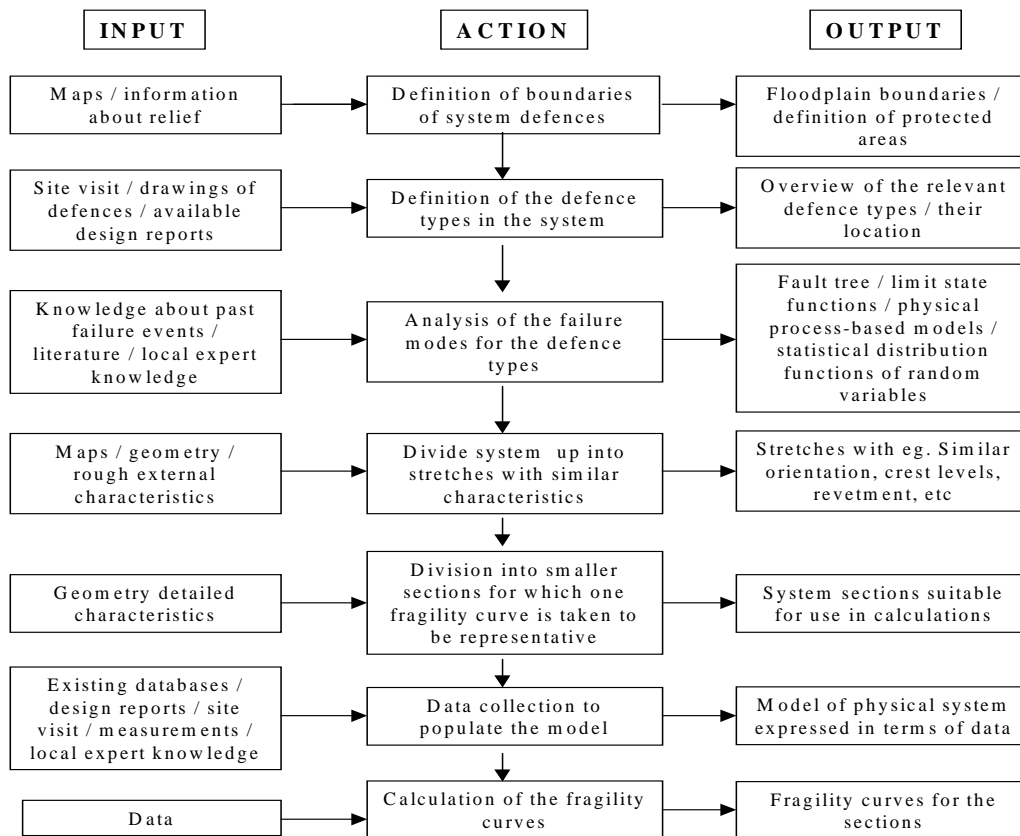 INPUT
ACTION
OUTPUT
Maps / information
about relief
Definition of boundaries
of system defences
Floodplain boundaries /
definition of protected
areas
Site visit / drawings of
defences / available
design reports
Definition of the defence
types in the system
Overview of the relevant
defence types / their
location
Knowledge about past
failure events /
literature / local expert
knowledge
Analysis of the failure
modes for the defence
types
Fault tree / limit state
functions / physical
process-based models /
statistical distribution
functions of random
variables
Maps / geometry /
rough external
characteristics
Divide system up into
stretches with similar
characteristics
Stretches with eg. Similar
orientation, crest levels,
revetment, etc
Geometry detailed
characteristics
Division into smaller
sections for which one
fragility curve is taken to
be representative
System sections suitable
for use in calculations
Existing databases /
design reports / site
visit / measurements /
local expert knowledge
Data collection to
populate the model
Model of physical system
expressed in terms of data
Data
Calculation of the fragility
curves
Fragility curves for the
sections